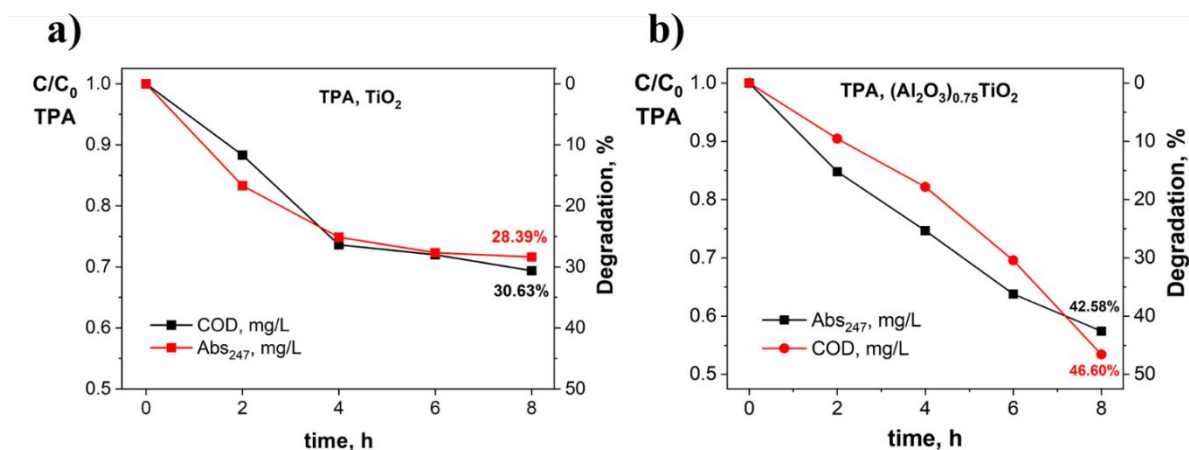 a)
C/C₀
TPA
TPA, TiO₂
1.0
0.9
0.8
0.7
0.6
0.5
0
10
20
30
40
50
Degradation, %
28.39%
30.63%
COD, mg/L
Abs₂₄₇, mg/L
0 2 4 6 8
time, h
b)
C/C₀
TPA
TPA, (Al₂O₃)₀.₇₅TiO₂
1.0
0.9
0.8
0.7
0.6
0.5
0
10
20
30
40
50
Degradation, %
42.58%
46.60%
Abs₂₄₇, mg/L
COD, mg/L
0 2 4 6 8
time, h